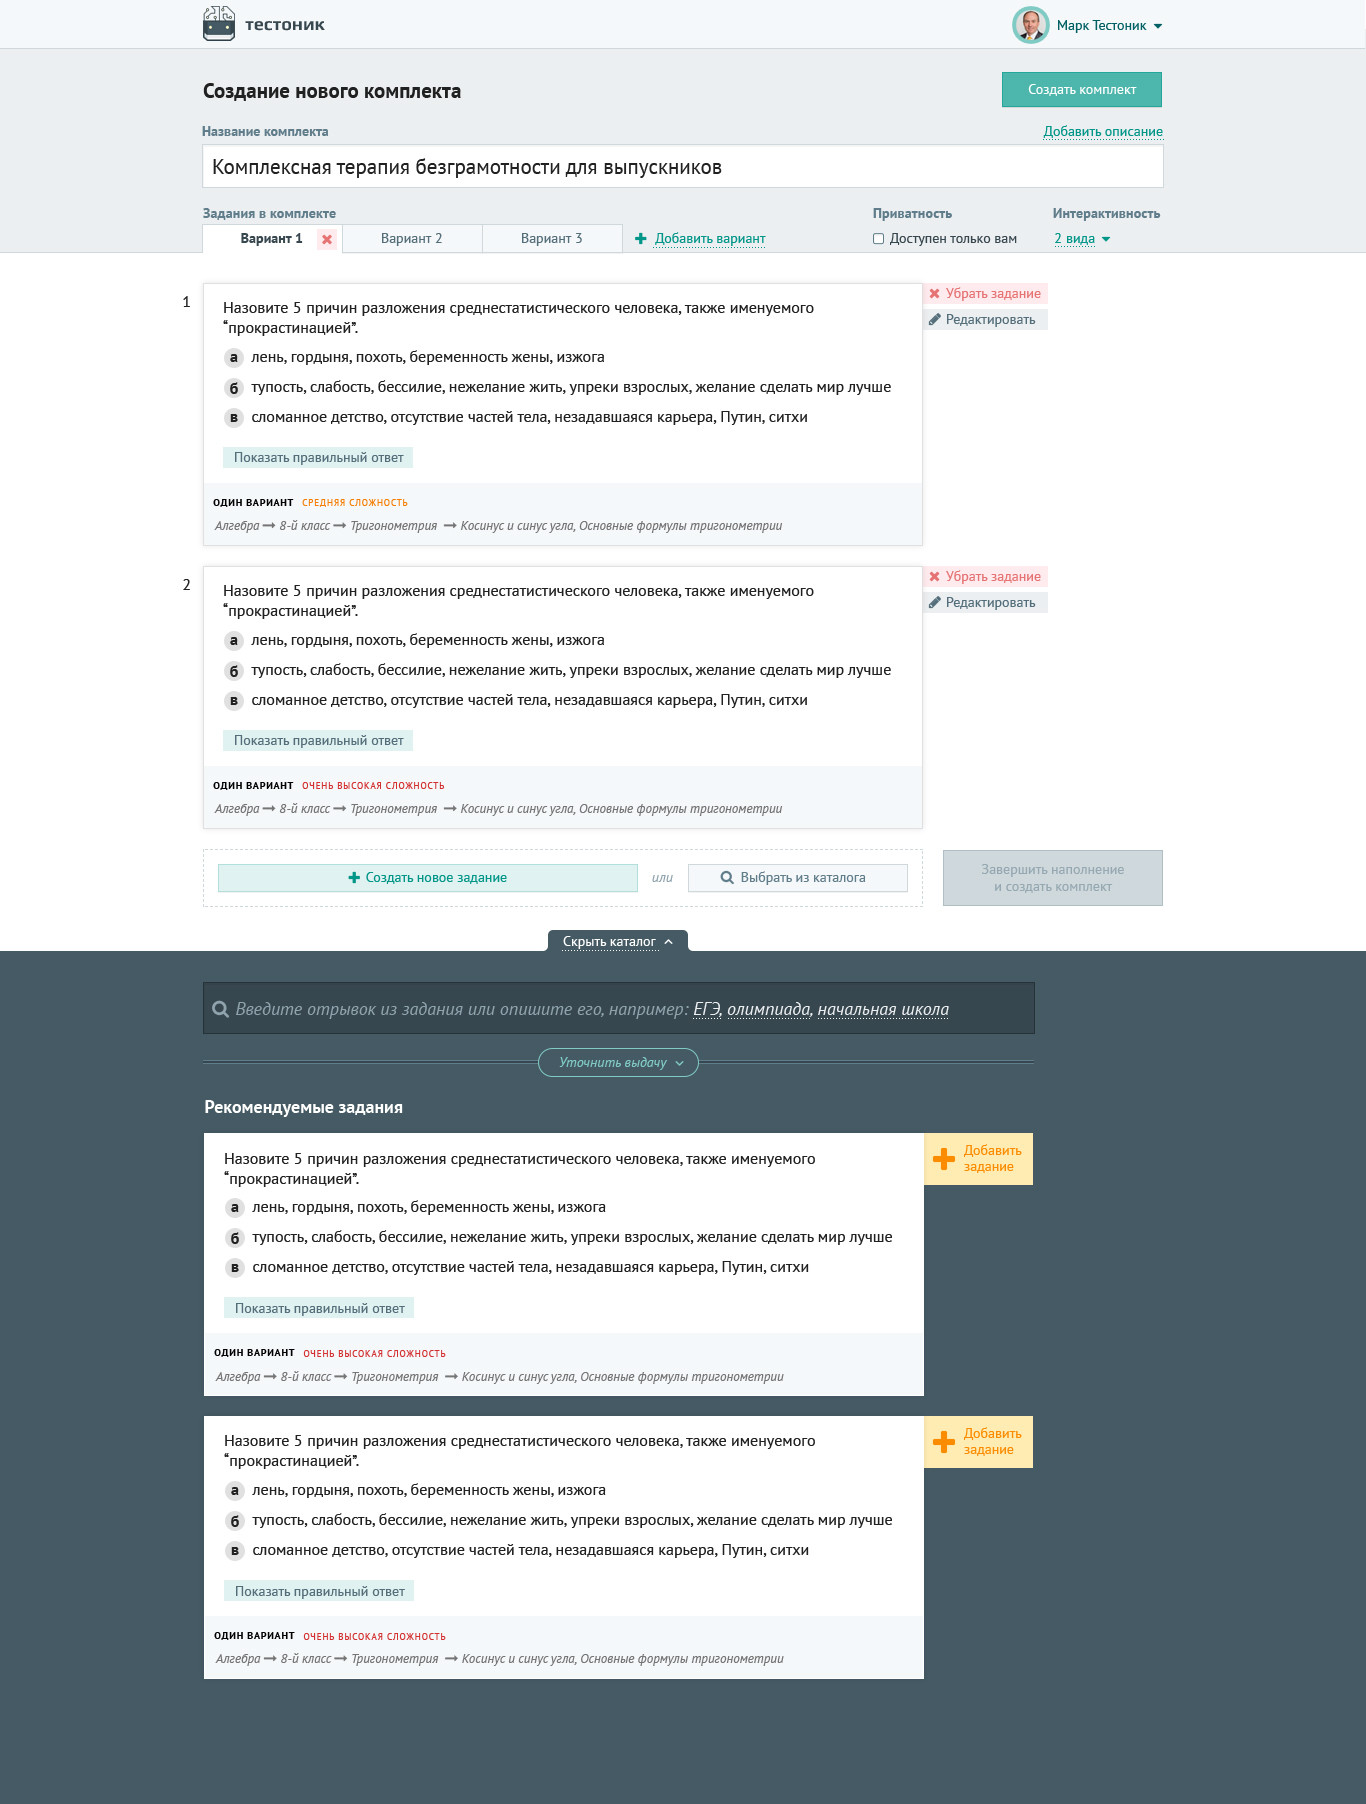 тестоник
Марк Тестоник
Создание нового комплекта
Создать комплект
Название комплекта
Добавить описание
Комплексная терапия безграмотности для выпускников
Задания в комплекте
Приватность
Интерактивность
Вариант 1
Вариант 2
Вариант 3
Добавить вариант
Доступен только вам
2 вида
1
Назовите 5 причин разложения среднестатистического человека, также именуемого
“прокрастинацией”.
а лень, гордыня, похоть, беременность жены, изжога
б тупость, слабость, бессилие, нежелание жить, упреки взрослых, желание сделать мир лучше
в сломанное детство, отсутствие частей тела, незадавшаяся карьера, Путин, ситхи
Показать правильный ответ
ОДИН ВАРИАНТ СРЕДНЯЯ СЛОЖНОСТЬ
Алгебра → 8-й класс → Тригонометрия → Косинус и синус угла, Основные формулы тригонометрии
Убрать задание
Редактировать
2
Назовите 5 причин разложения среднестатистического человека, также именуемого
“прокрастинацией”.
а лень, гордыня, похоть, беременность жены, изжога
б тупость, слабость, бессилие, нежелание жить, упреки взрослых, желание сделать мир лучше
в сломанное детство, отсутствие частей тела, незадавшаяся карьера, Путин, ситхи
Показать правильный ответ
ОДИН ВАРИАНТ ОЧЕНЬ ВЫСОКАЯ СЛОЖНОСТЬ
Алгебра → 8-й класс → Тригонометрия → Косинус и синус угла, Основные формулы тригонометрии
Убрать задание
Редактировать
Создать новое задание
или
Выбрать из каталога
Завершить наполнение
и создать комплект
Скрыть каталог
Введите отрывок из задания или опишите его, например: ЕГЭ, олимпиада, начальная школа
Уточнить выдачу
Рекомендуемые задания
Назовите 5 причин разложения среднестатистического человека, также именуемого
“прокрастинацией”.
а лень, гордыня, похоть, беременность жены, изжога
б тупость, слабость, бессилие, нежелание жить, упреки взрослых, желание сделать мир лучше
в сломанное детство, отсутствие частей тела, незадавшаяся карьера, Путин, ситхи
Показать правильный ответ
ОДИН ВАРИАНТ ОЧЕНЬ ВЫСОКАЯ СЛОЖНОСТЬ
Алгебра → 8-й класс → Тригонометрия → Косинус и синус угла, Основные формулы тригонометрии
Добавить
задание
Назовите 5 причин разложения среднестатистического человека, также именуемого
“прокрастинацией”.
а лень, гордыня, похоть, беременность жены, изжога
б тупость, слабость, бессилие, нежелание жить, упреки взрослых, желание сделать мир лучше
в сломанное детство, отсутствие частей тела, незадавшаяся карьера, Путин, ситхи
Показать правильный ответ
ОДИН ВАРИАНТ ОЧЕНЬ ВЫСОКАЯ СЛОЖНОСТЬ
Алгебра → 8-й класс → Тригонометрия → Косинус и синус угла, Основные формулы тригонометрии
Добавить
задание